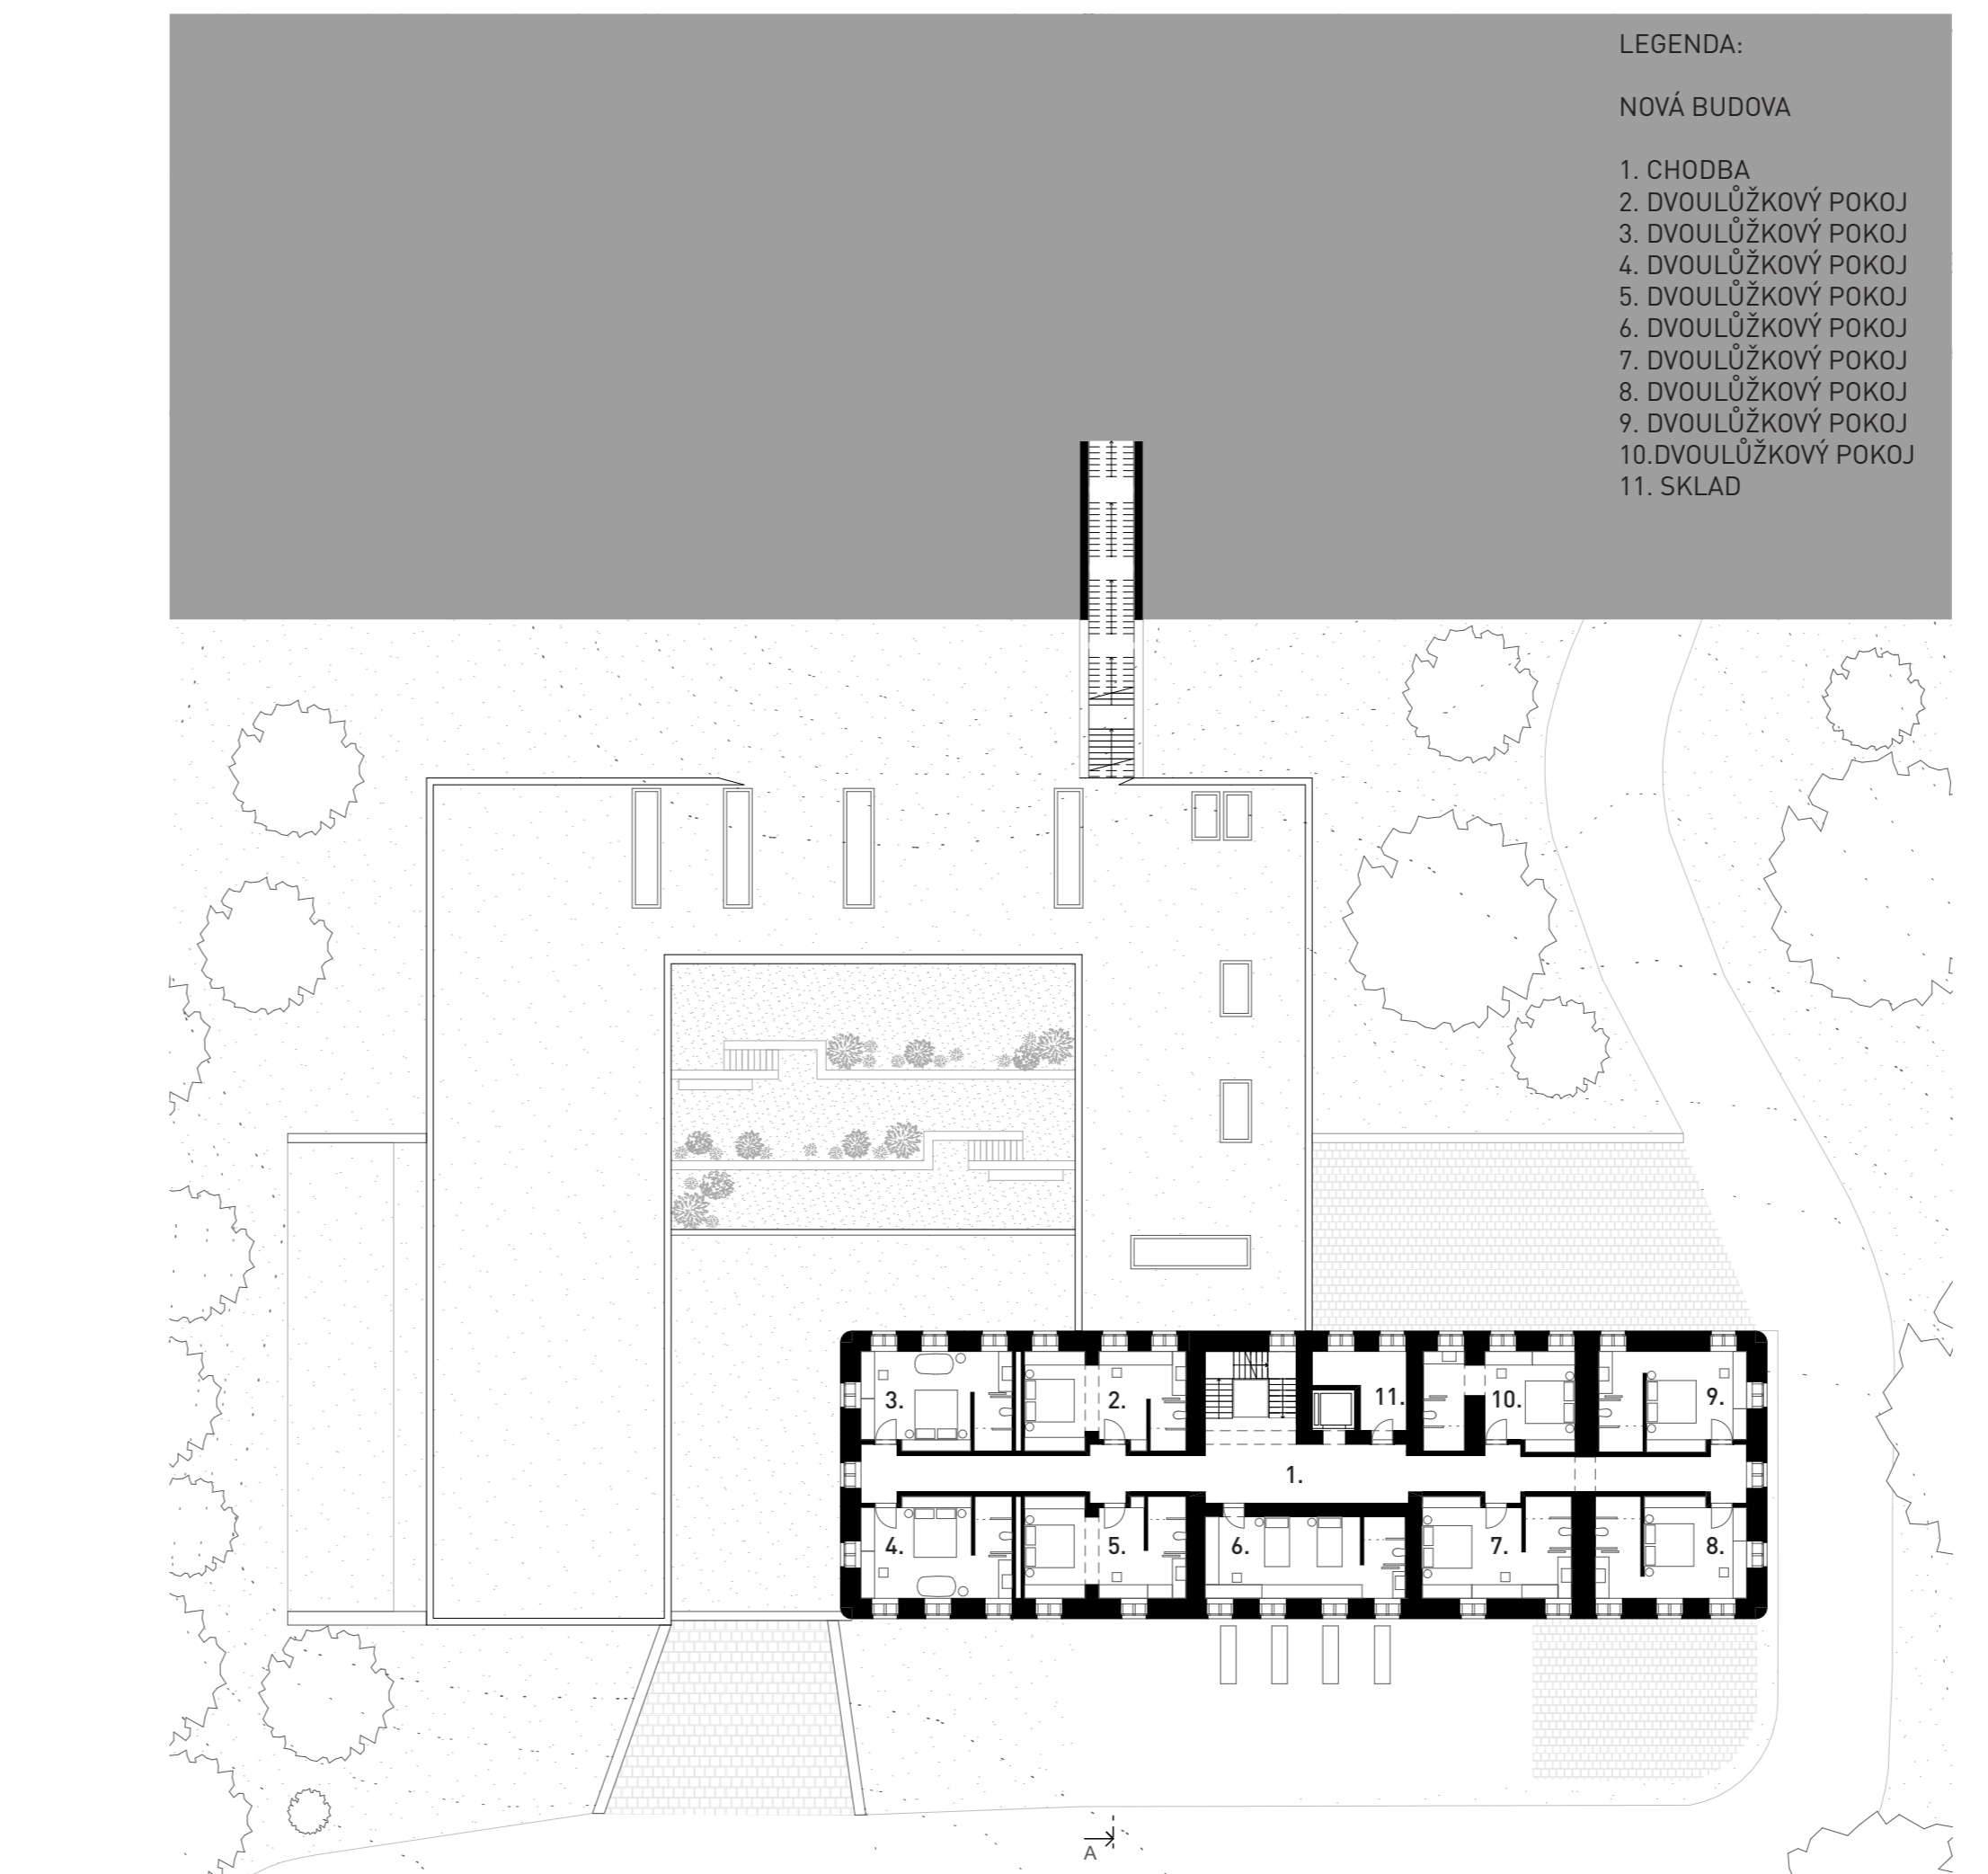 LEGENDA:
NOVÁ BUDOVA
1. CHODBA
2. DVOULŮŽKOVÝ POKOJ
3. DVOULŮŽKOVÝ POKOJ
4. DVOULŮŽKOVÝ POKOJ
5. DVOULŮŽKOVÝ POKOJ
6. DVOULŮŽKOVÝ POKOJ
7. DVOULŮŽKOVÝ POKOJ
8. DVOULŮŽKOVÝ POKOJ
9. DVOULŮŽKOVÝ POKOJ
10.DVOULŮŽKOVÝ POKOJ
11. SKLAD
3.
2.
11.
10.
9.
1.
4.
5.
6.
7.
8.
A